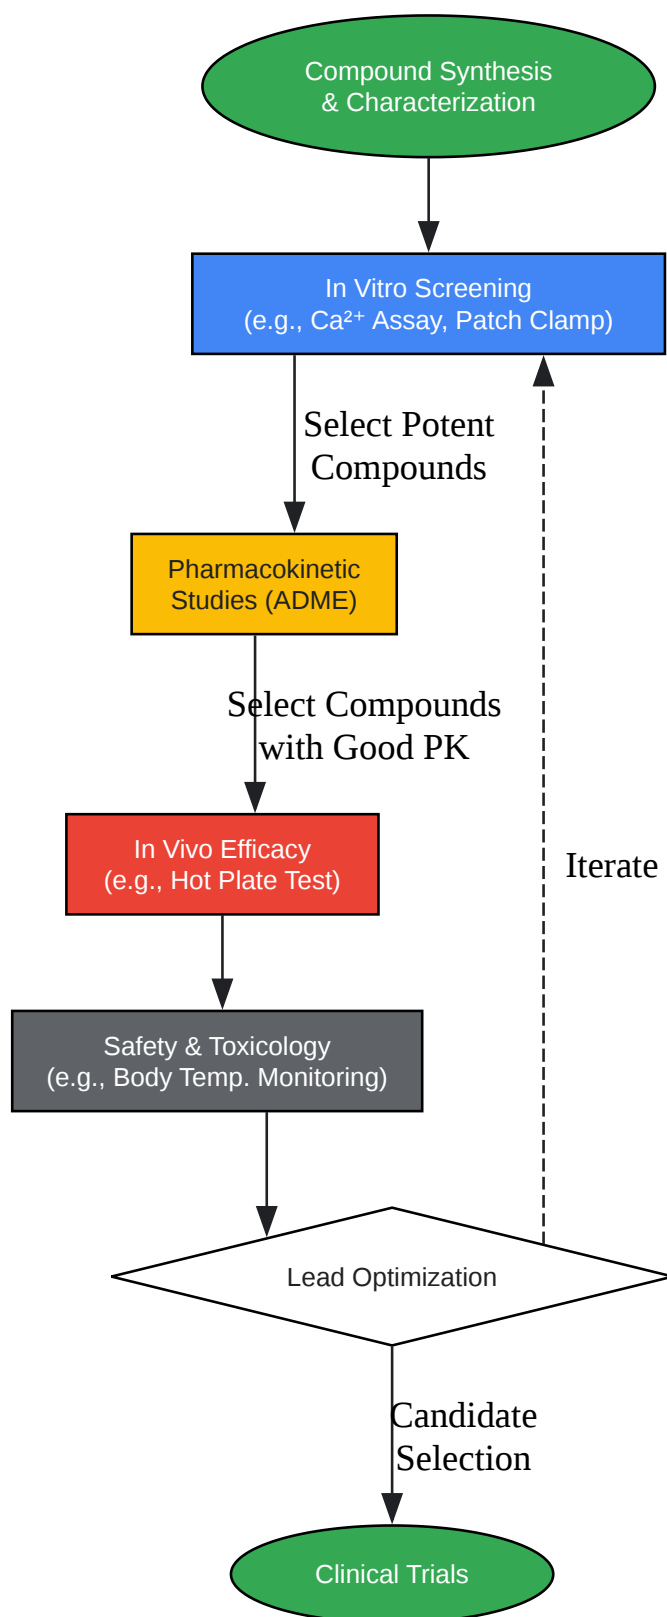 Compound Synthesis
& Characterization
In Vitro Screening
(e.g., Ca²⁺ Assay, Patch Clamp)
Select Potent
Compounds
Pharmacokinetic
Studies (ADME)
Select Compounds
with Good PK
In Vivo Efficacy
(e.g., Hot Plate Test)
Iterate
Safety & Toxicology
(e.g., Body Temp. Monitoring)
Lead Optimization
Candidate
Selection
Clinical Trials